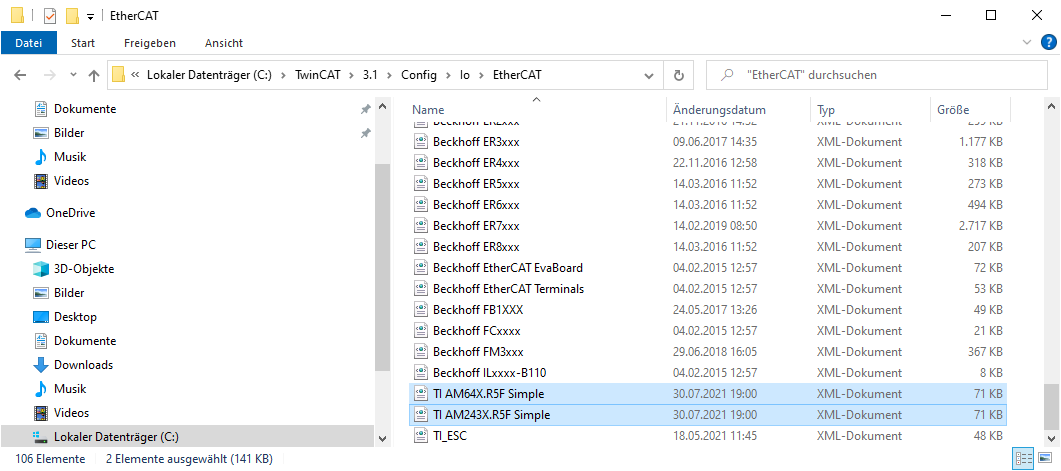 EtherCAT
Datei Start Freigeben Ansicht
« Lokaler Datenträger (C:) > TwinCAT > 3.1 > Config > Io > EtherCAT
"EtherCAT" durchsuchen
Dokumente
Bilder
Musik
Videos
OneDrive
Dieser PC
3D-Objekte
Bilder
Desktop
Dokumente
Downloads
Musik
Videos
Lokaler Datenträger (C:)
Name Änderungsdatum Typ Größe
Beckhoff ER2xxx 21.11.2016 14:52 XML-Dokument 259 KB
Beckhoff ER3xxx 09.06.2017 14:35 XML-Dokument 1.177 KB
Beckhoff ER4xxx 22.11.2016 12:58 XML-Dokument 318 KB
Beckhoff ER5xxx 14.03.2016 11:52 XML-Dokument 273 KB
Beckhoff ER6xxx 14.03.2016 11:52 XML-Dokument 494 KB
Beckhoff ER7xxx 14.02.2019 08:50 XML-Dokument 2.717 KB
Beckhoff ER8xxx 14.03.2016 11:52 XML-Dokument 207 KB
Beckhoff EtherCAT EvaBoard 04.02.2015 12:57 XML-Dokument 72 KB
Beckhoff EtherCAT Terminals 04.02.2015 12:57 XML-Dokument 53 KB
Beckhoff FB1XXX 24.05.2017 13:26 XML-Dokument 49 KB
Beckhoff FCxxxx 04.02.2015 12:57 XML-Dokument 21 KB
Beckhoff FM3xxx 29.06.2018 16:05 XML-Dokument 367 KB
Beckhoff ILxxxx-B110 04.02.2015 12:57 XML-Dokument 8 KB
TI AM64X.R5F Simple 30.07.2021 19:00 XML-Dokument 71 KB
TI AM243X.R5F Simple 30.07.2021 19:00 XML-Dokument 71 KB
TI_ESC 18.05.2021 11:45 XML-Dokument 48 KB
106 Elemente 2 Elemente ausgewählt (141 KB)